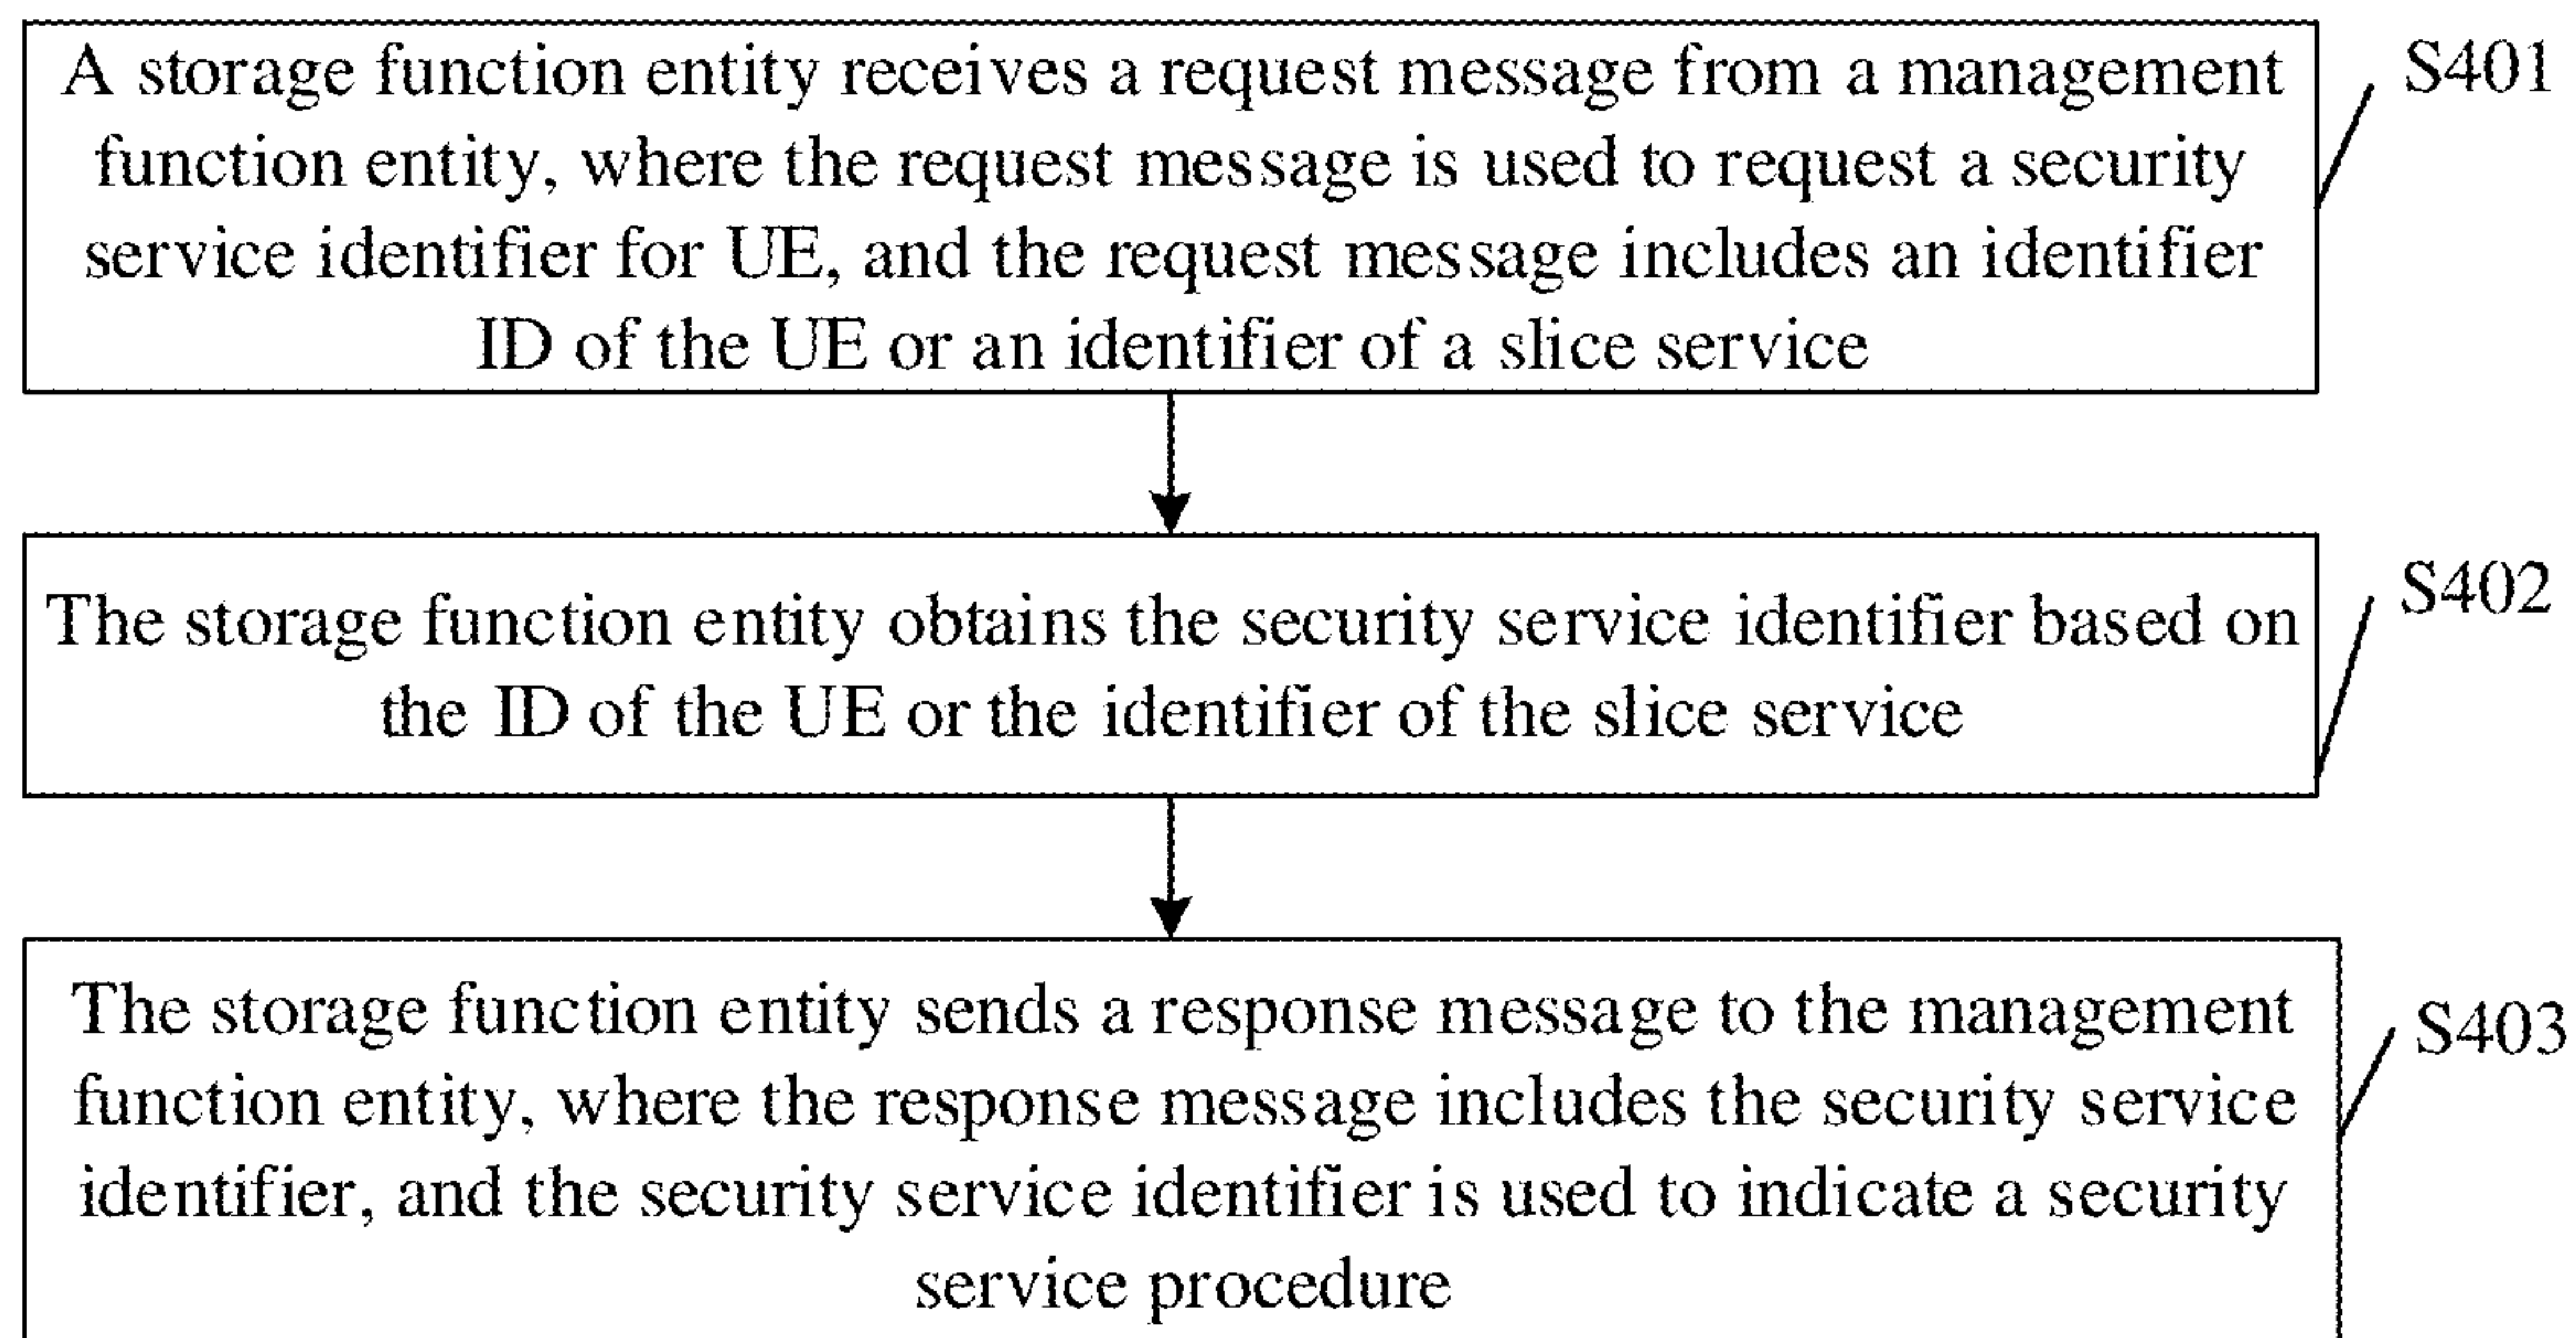 A storage function entity receives a request message from a management
function entity, where the request message is used to request a security
service identifier for UE, and the request message includes an identifier
ID of the UE or an identifier of a slice service
S401
The storage function entity obtains the security service identifier based on
the ID of the UE or the identifier of the slice service
S402
The storage function entity sends a response message to the management
function entity, where the response message includes the security service
identifier, and the security service identifier is used to indicate a security
service procedure
S403